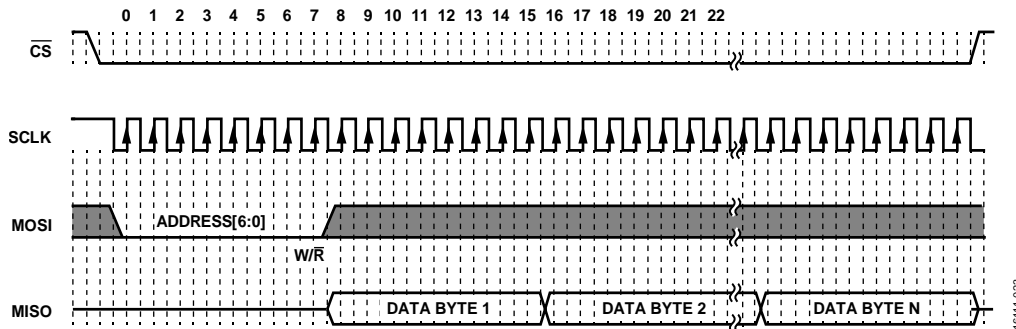 0 1 2 3 4 5 6 7 8 9 10 11 12 13 14 15 16 17 18 19 20 21 22
CS
SCLK
MOSI ADDRESS[6:0]
W/R
MISO DATA BYTE 1 DATA BYTE 2 DATA BYTE N